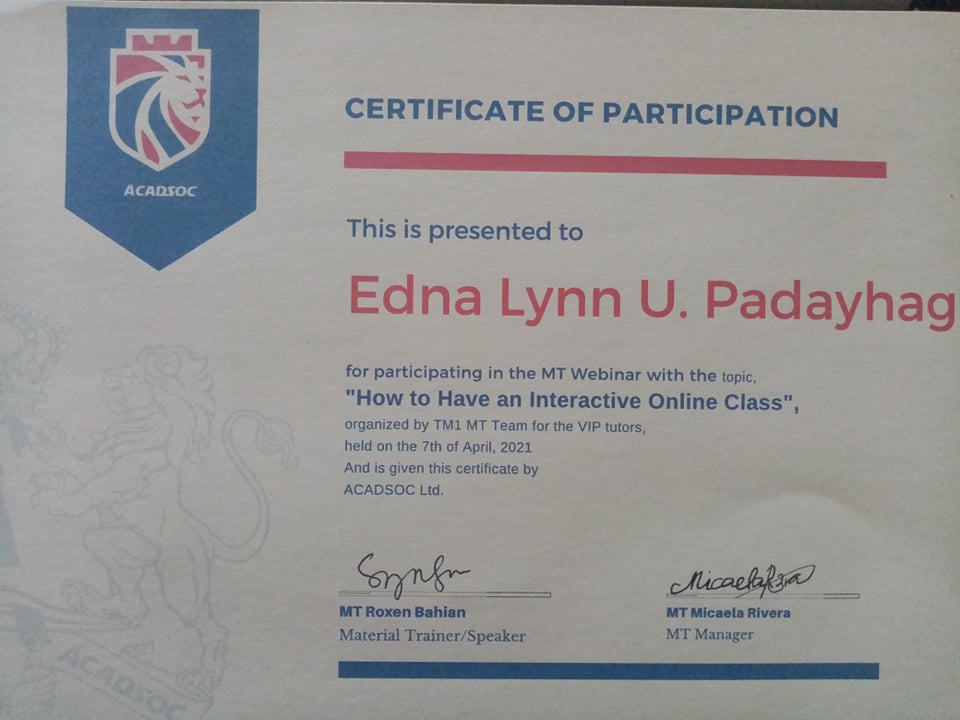 ACADSOC
CERTIFICATE OF PARTICIPATION
This is presented to
Edna Lynn U. Padayhag
for participating in the MT Webinar with the topic,
"How to Have an Interactive Online Class",
organized by TM1 MT Team for the VIP tutors,
held on the 7th of April, 2021
And is given this certificate by
ACADSOC Ltd.
MT Roxen Bahian
Material Trainer/Speaker
MT Micaela Rivera
MT Manager
ACADSOC